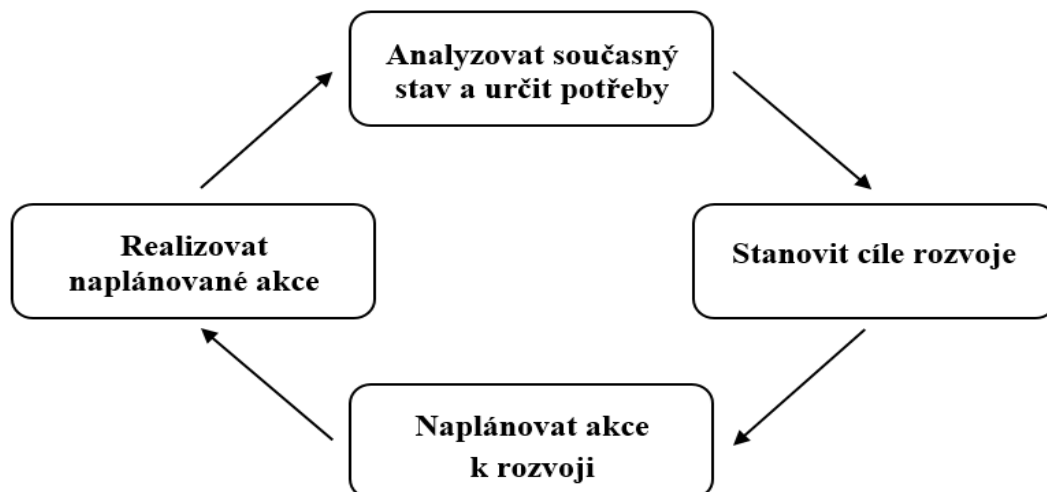 Analyzovat současný
stav a určit potřeby
Stanovit cíle rozvoje
Naplánovat akce
k rozvoji
Realizovat
naplánované akce